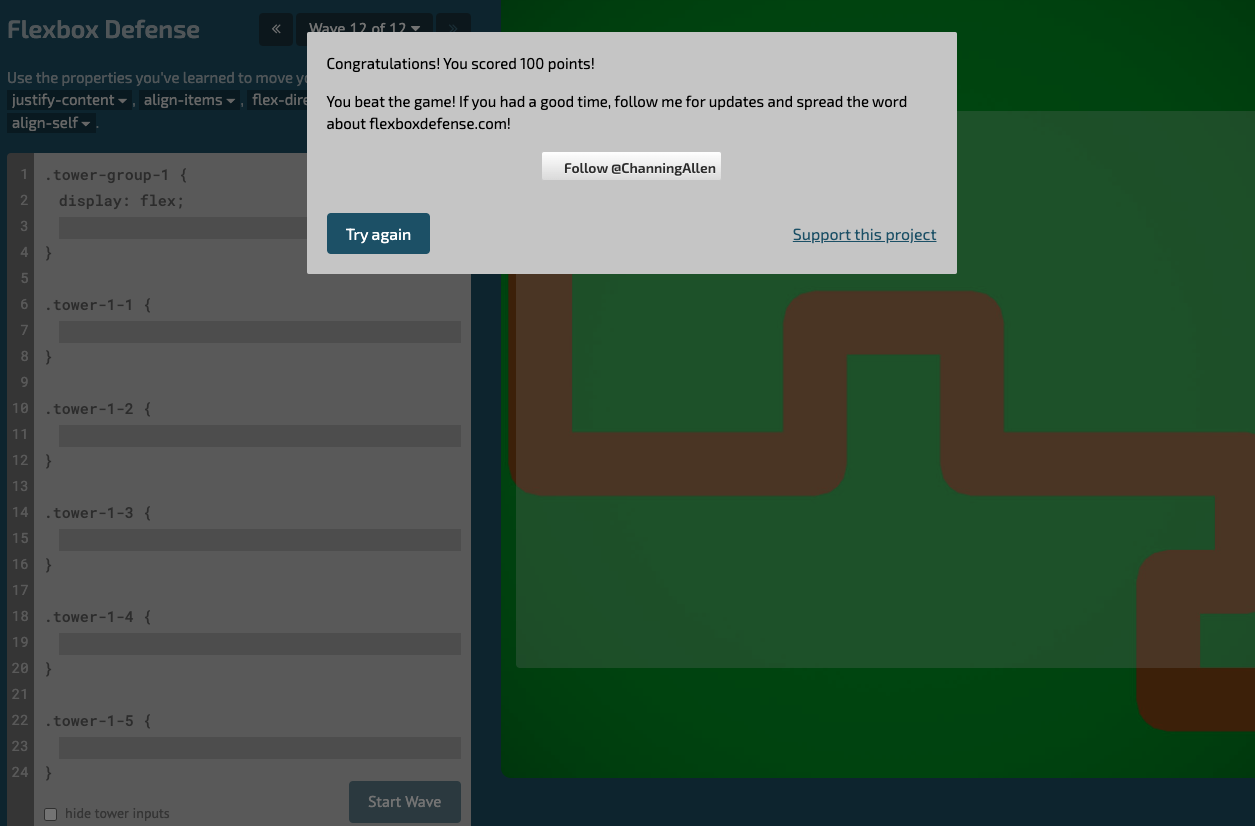 Flexbox Defense
«
Wave 12 of 12
»
Use the properties you've learned to move
justify-content , align-items ,
align-self .
Congratulations! You scored 100 points!
You beat the game! If you had a good time, follow me for updates and spread the word
about flexboxdefense.com!
Follow @ChanningAllen
Try again
Support this project
1 .tower-group-1 {
2 display: flex;
3
4 }
5
6 .tower-1-1 {
7
8 }
9
10 .tower-1-2 {
11
12 }
13
14 .tower-1-3 {
15
16 }
17
18 .tower-1-4 {
19
20 }
21
22 .tower-1-5 {
23
24 }
hide tower inputs
Start Wave